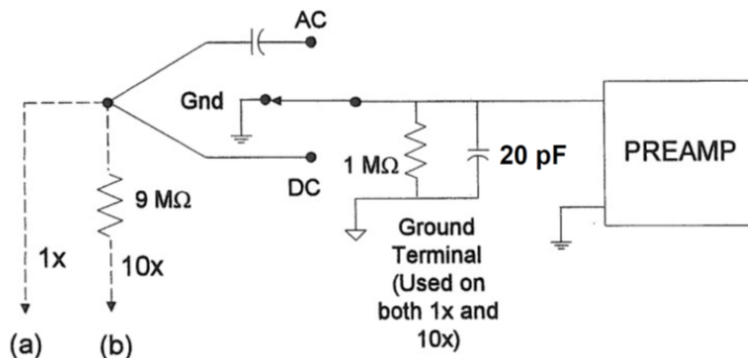 AC
Gnd
DC
1 MΩ
20 pF
PREAMP
9 MΩ
1x
10x
(a)
(b)
Ground
Terminal
(Used on
both 1x and
10x)